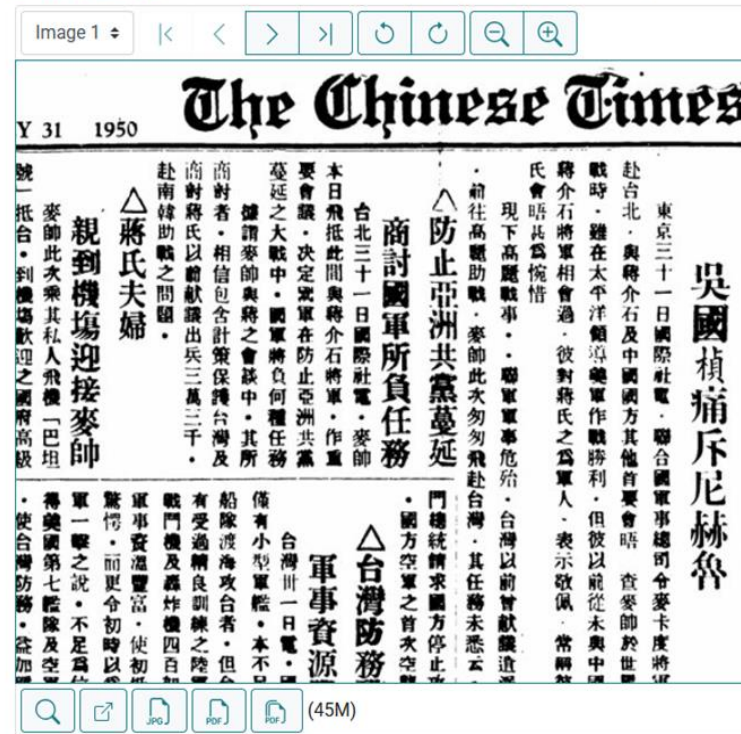 Image 1
Y 31 1950
The Chinese Times
吳國楨痛斥尼赫魯
東京三十一日國際社電・聯合國軍事總司令麥卡度將
赴台北・與蔣介石及中國國方其他首要會晤 查麥帥於世
戰時・雖在太平洋領導美軍作戰勝利・但彼以前從未與中國
蔣介石將軍相會過・彼對蔣氏之爲軍人・表示敬佩・常
氏會晤其爲惋惜
現下高麗戰事・・聯軍軍事危殆・台灣以前曾献議遣派
・前往高麗助戰・麥帥此次匆匆飛赴台灣・其任務未悉云・
△防止亞洲共黨蔓延
商討國軍所負任務
台北三十一日國際社電・麥帥
本日飛抵此間與蔣介石將軍・作重
要會議・决定軍在防止亞洲共黨
蔓延之大戰中・國軍將負何種任務
據謂麥帥與蔣之會談中・其所
商討者・相信包含計策保護台灣及
商討蔣氏以前献議出兵三萬三千・
赴南韓助戰之問題・
△蔣氏夫婦
親到機塲迎接麥帥
麥帥此次乘其私人飛機「巴坦
號一抵台・到機塲歡迎之國府高級
門總統請求國方停止攻
・國方空軍之首次空
△台灣防務
軍事資源
台灣卅一日電・
僅有小型軍艦・本不
船隊渡海攻台者・但
有受過精良訓練之陸
戰鬥機及轟炸機四百
軍事資源豐富・使初
驚愕・而更令初時以
軍一擊之說・不足爲
得美國第七艦隊及空
・使台灣防務・益加
JPG
PDF
PDF
(45M)